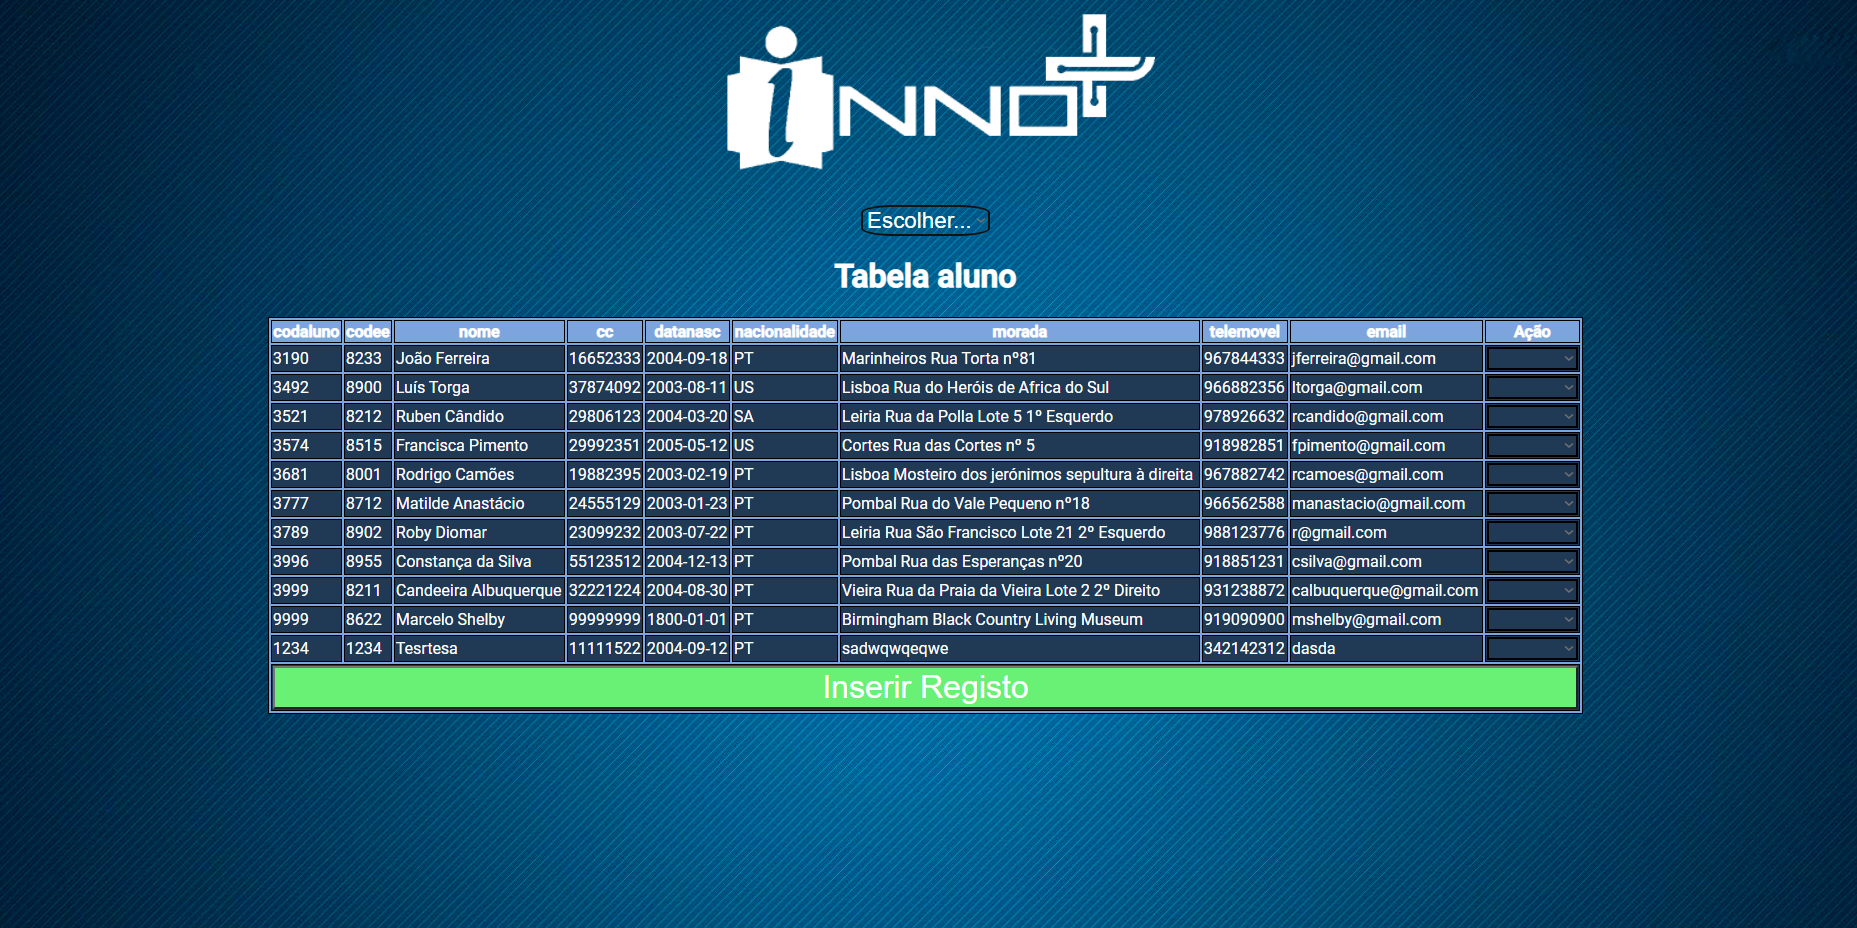 iNNO+
Escolher...
Tabela aluno
codaluno codee nome cc datanasc nacionalidade morada telemovel email Ação
3190 8233 João Ferreira 16652333 2004-09-18 PT Marinheiros Rua Torta nº81 967844333 jferreira@gmail.com
3492 8900 Luís Torga 37874092 2003-08-11 US Lisboa Rua do Heróis de Africa do Sul 966882356 ltorga@gmail.com
3521 8212 Ruben Cândido 29806123 2004-03-20 SA Leiria Rua da Polla Lote 5 1º Esquerdo 978926632 rcandido@gmail.com
3574 8515 Francisca Pimento 29992351 2005-05-12 US Cortes Rua das Cortes nº 5 918982851 fpimento@gmail.com
3681 8001 Rodrigo Camões 19882395 2003-02-19 PT Lisboa Mosteiro dos jerónimos sepultura à direita 967882742 rcamoes@gmail.com
3777 8712 Matilde Anastácio 24555129 2003-01-23 PT Pombal Rua do Vale Pequeno nº18 966562588 manastacio@gmail.com
3789 8902 Roby Diomar 23099232 2003-07-22 PT Leiria Rua São Francisco Lote 21 2º Esquerdo 988123776 r@gmail.com
3996 8955 Constança da Silva 55123512 2004-12-13 PT Pombal Rua das Esperanças nº20 918851231 csilva@gmail.com
3999 8211 Candeeira Albuquerque 32221224 2004-08-30 PT Vieira Rua da Praia da Vieira Lote 2 2º Direito 931238872 calbuquerque@gmail.com
9999 8622 Marcelo Shelby 99999999 1800-01-01 PT Birmingham Black Country Living Museum 919090900 mshelby@gmail.com
1234 1234 Tesrtesa 11111522 2004-09-12 PT sadwqwqeqwe 342142312 dasda
Inserir Registo